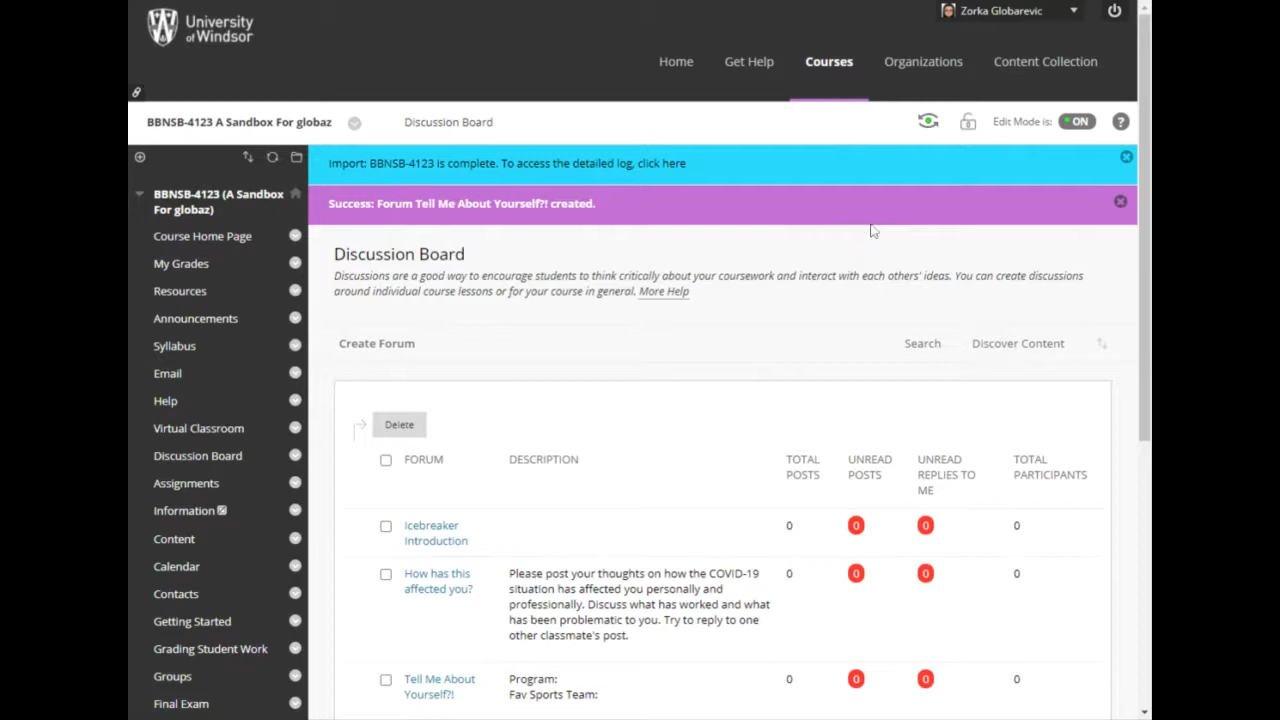 University
of Windsor
Zorka Globarevic
Home Get Help Courses Organizations Content Collection
BBNSB-4123 A Sandbox For globaz Discussion Board Edit Mode is: ON ?
Import: BBNSB-4123 is complete. To access the detailed log, click here
Success: Forum Tell Me About Yourself?! created.
BBNSB-4123 (A Sandbox
For globaz)
Course Home Page
My Grades
Resources
Announcements
Syllabus
Email
Help
Virtual Classroom
Discussion Board
Assignments
Information
Content
Calendar
Contacts
Getting Started
Grading Student Work
Groups
Final Exam
Discussion Board
Discussions are a good way to encourage students to think critically about your coursework and interact with each others' ideas. You can create discussions
around individual course lessons or for your course in general. More Help
Create Forum Search Discover Content
Delete
FORUM DESCRIPTION TOTAL UNREAD UNREAD TOTAL
POSTS POSTS REPLIES TO PARTICIPANTS
ME
Icebreaker 0 0 0 0
Introduction
How has this Please post your thoughts on how the COVID-19 0 0 0 0
affected you? situation has affected you personally and
professionally. Discuss what has worked and what
has been problematic to you. Try to reply to one
other classmate's post.
Tell Me About Program: 0 0 0 0
Yourself?! Fav Sports Team: